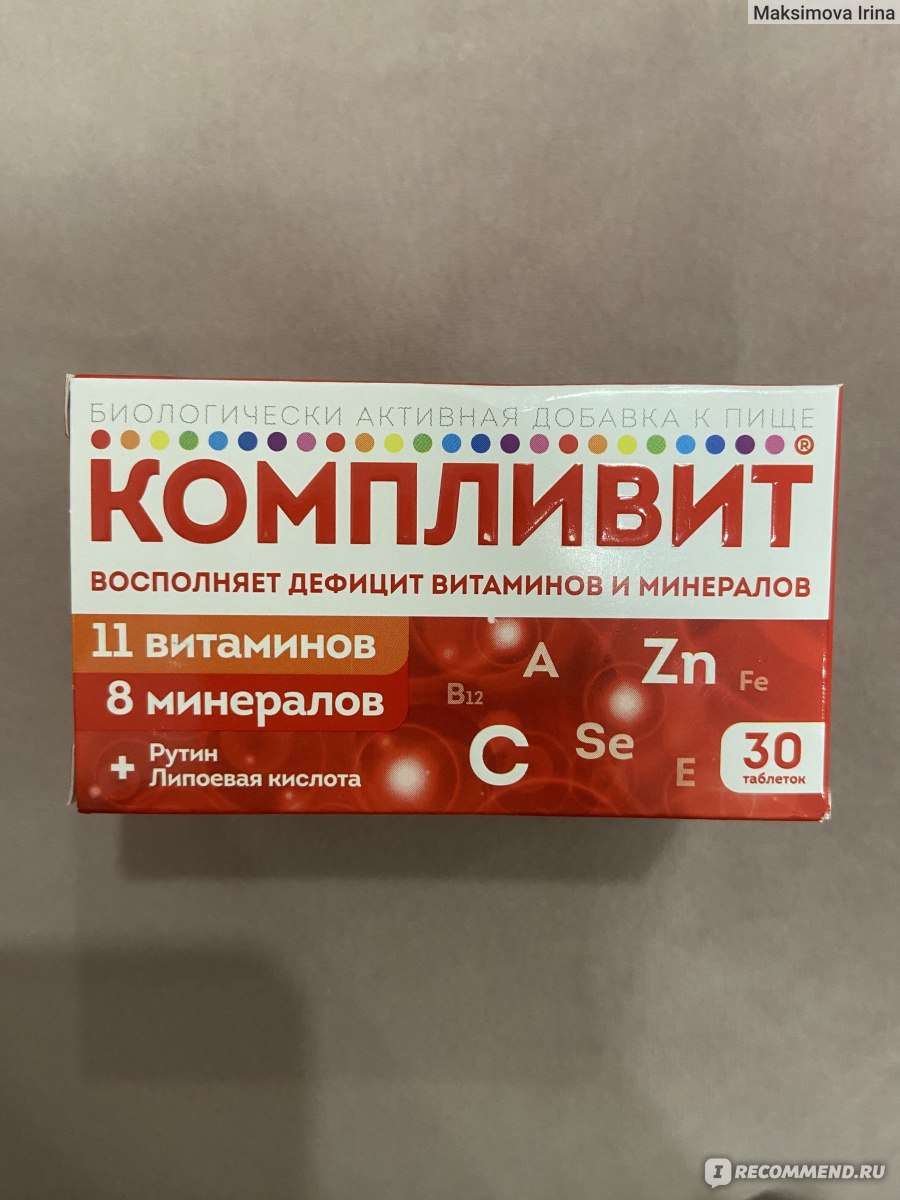 Maksimova Irina
БИОЛОГИЧЕСКИ АКТИВНАЯ ДОБАВКА К ПИЩЕ
КОМПЛИВИТ®
ВОСПОЛНЯЕТ ДЕФИЦИТ ВИТАМИНОВ И МИНЕРАЛОВ
11 витаминов
8 минералов
+ Рутин
Липоевая кислота
A
Zn
Fe
B12
C
Se
E
30
таблеток
IRECOMMEND.RU